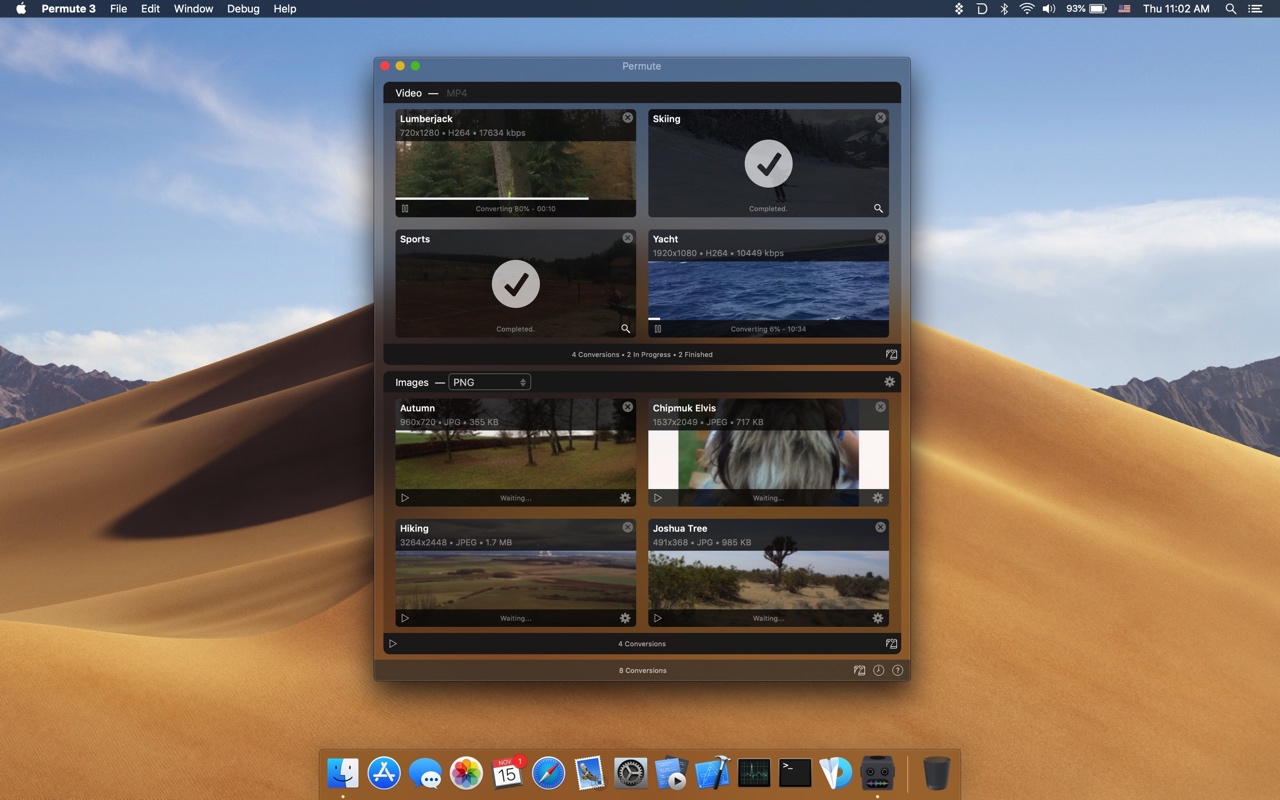 Permute 3 File Edit Window Debug Help 93% Thu 11:02 AM
Permute
Video — MP4
Lumberjack
720x1280 • H264 • 17634 kbps
Converting 80% - 00:10
Skiing
Completed.
Sports
Completed.
Yacht
1920x1080 • H264 • 10449 kbps
Converting 6% - 10:34
4 Conversions • 2 In Progress • 2 Finished
Images — PNG
Autumn
960x720 • JPG • 355 KB
Waiting...
Chipmuk Elvis
1537x2049 • JPEG • 717 KB
Waiting...
Hiking
3264x2448 • JPEG • 1.7 MB
Waiting...
Joshua Tree
491x368 • JPG • 985 KB
Waiting...
4 Conversions
8 Conversions
?
NOV 1
15
>_